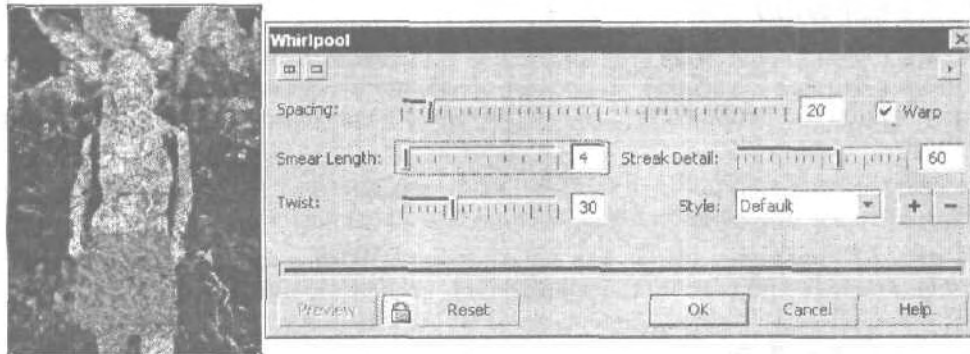 Whirlpool
Spacing: 20 Warp
Smear Length: 4 Streak Detail: 60
Twist: 30 Style: Default
Preview Reset OK Cancel Help